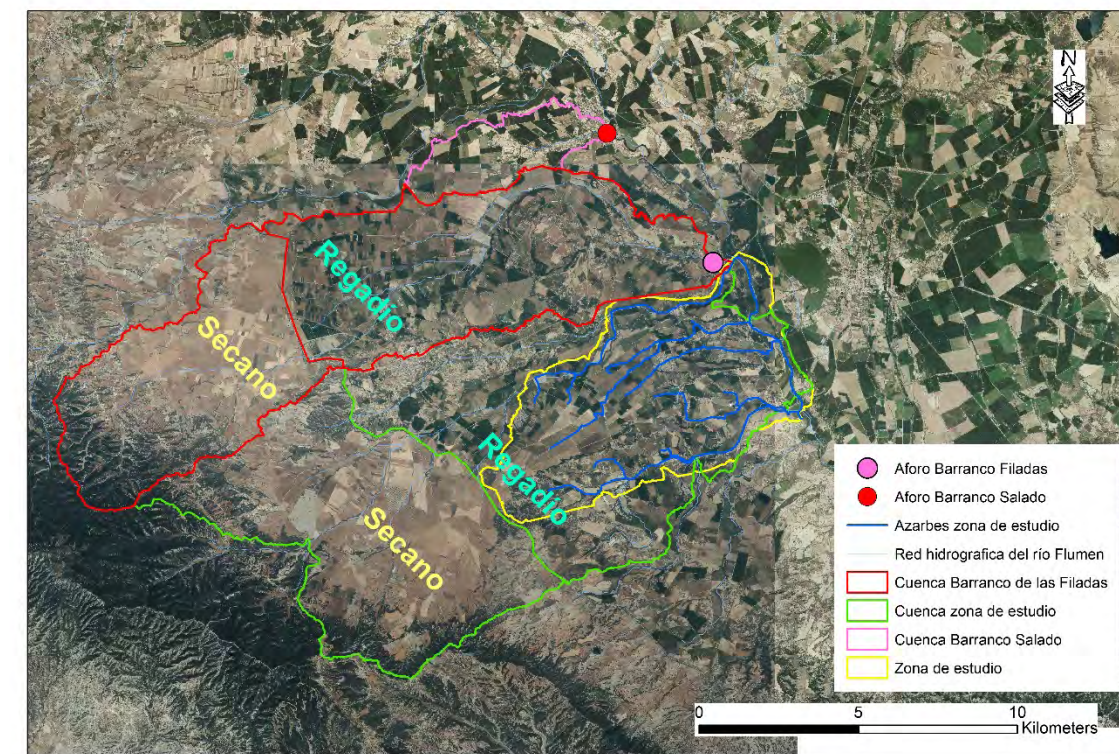 N
Regadio
Secano
Regadio
Secano
Aforo Barranco Filadas
Aforo Barranco Salado
Azarbes zona de estudio
Red hidrografica del río Flumen
Cuenca Barranco de las Filadas
Cuenca zona de estudio
Cuenca Barranco Salado
Zona de estudio
0 5 10
Kilometers